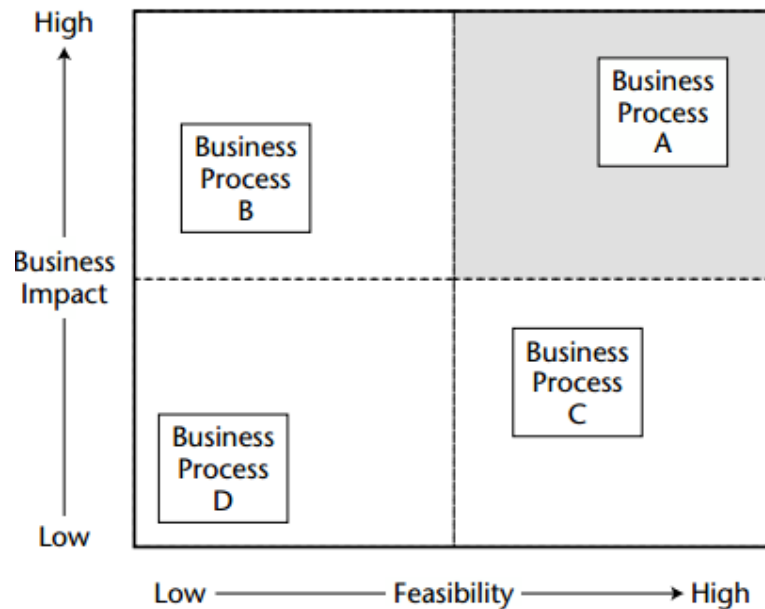 High
Business
Process
A
Business
Process
B
Business
Impact
Business
Process
C
Business
Process
D
Low
Low Feasibility High